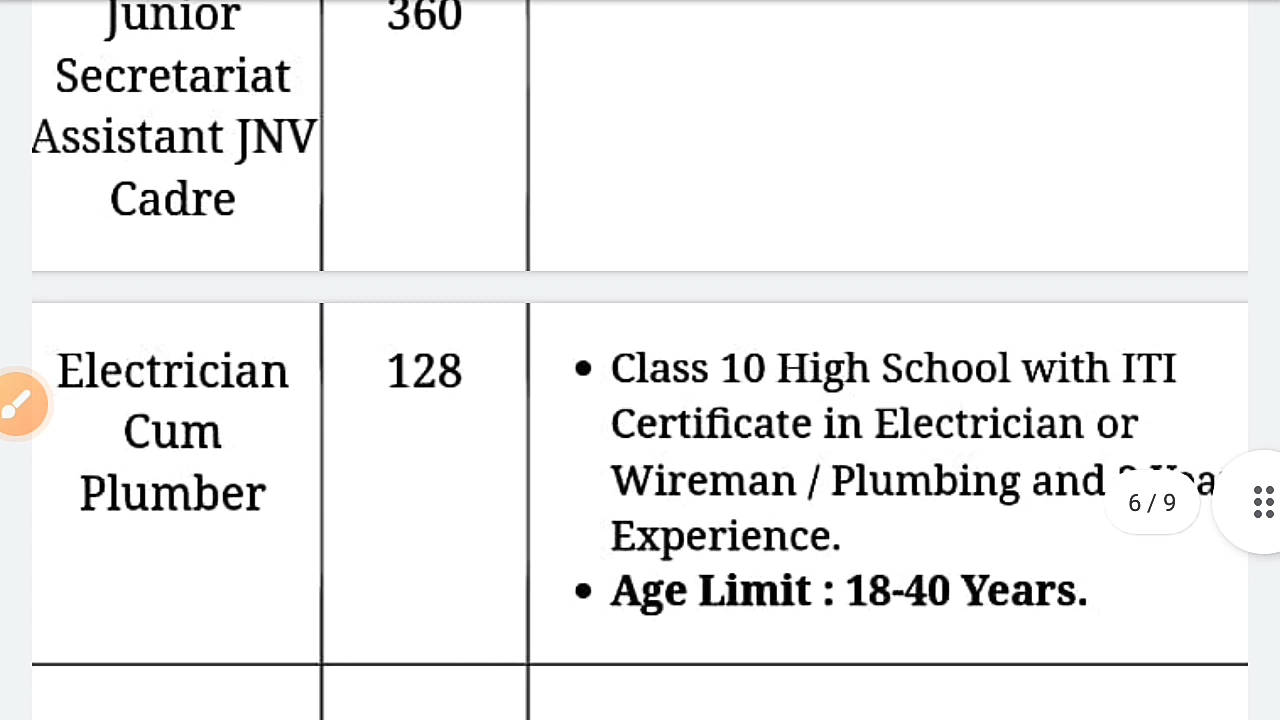 Junior
Secretariat
Assistant JNV
Cadre
360
Electrician
Cum
Plumber
128
• Class 10 High School with ITI
Certificate in Electrician or
Wireman / Plumbing and
Experience.
• Age Limit : 18-40 Years.
6 / 9